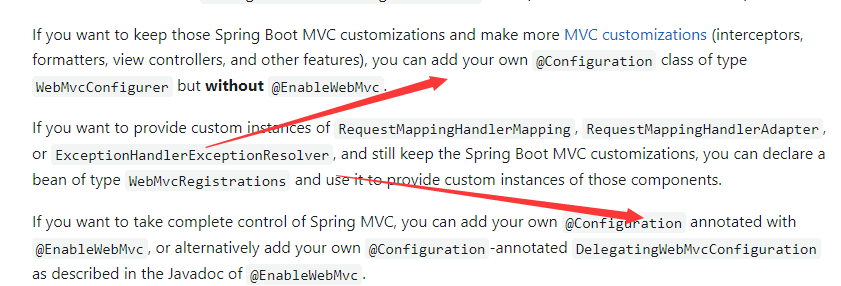 If you want to keep those Spring Boot MVC customizations and make more MVC customizations (interceptors,
formatters, view controllers, and other features), you can add your own @Configuration class of type
WebMvcConfigurer but without @EnableWebMvc.
If you want to provide custom instances of RequestMappingHandlerMapping, RequestMappingHandlerAdapter,
or ExceptionHandlerExceptionResolver, and still keep the Spring Boot MVC customizations, you can declare a
bean of type WebMvcRegistrations and use it to provide custom instances of those components.
If you want to take complete control of Spring MVC, you can add your own @Configuration annotated with
@EnableWebMvc, or alternatively add your own @Configuration-annotated DelegatingWebMvcConfiguration
as described in the Javadoc of @EnableWebMvc.